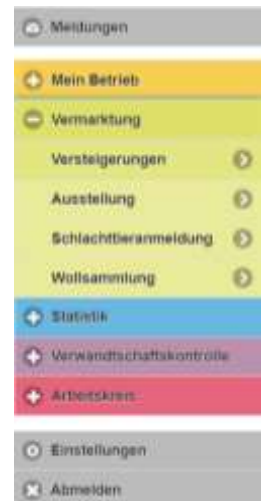 Meldungen
Mein Betrieb
Vermarktung
Versteigerungen
Ausstellung
Schlachttieranmeldung
Wollsammlung
Statistik
Verwandtschaftskontrolle
Arbeitskreis
Einstellungen
Abmelden